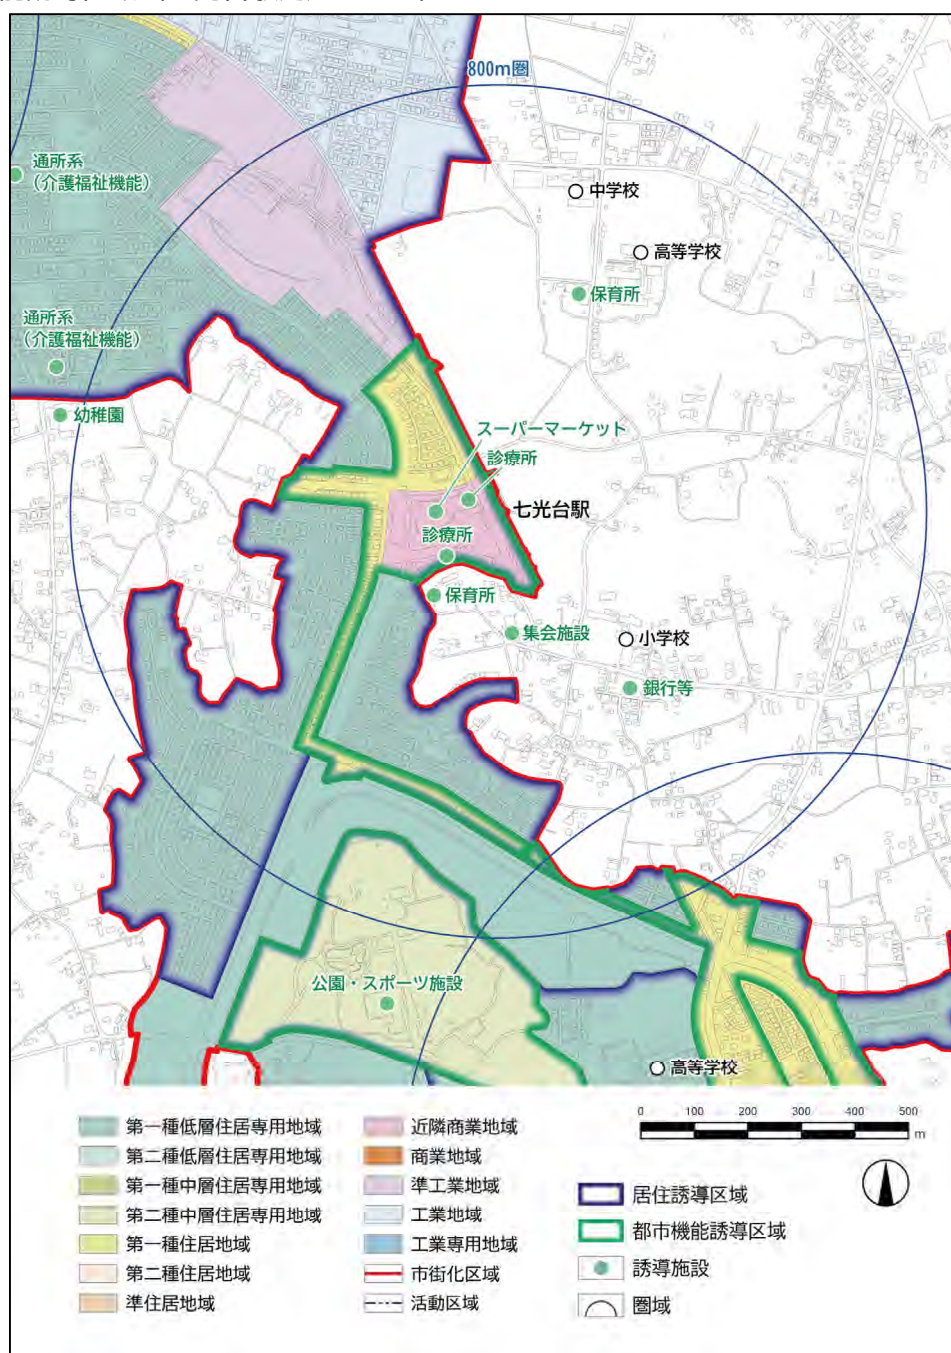 800m圏
通所系
(介護福祉機能)
中学校
高等学校
保育所
通所系
(介護福祉機能)
幼稚園
スーパーマーケット
診療所
七光台駅
診療所
保育所
集会施設
小学校
銀行等
公園・スポーツ施設
高等学校
第一種低層住居専用地域
第二種低層住居専用地域
第一種中層住居専用地域
第二種中層住居専用地域
第一種住居地域
第二種住居地域
準住居地域
近隣商業地域
商業地域
準工業地域
工業地域
工業専用地域
市街化区域
活動区域
0 100 200 300 400 500
m
居住誘導区域
都市機能誘導区域
誘導施設
圏域